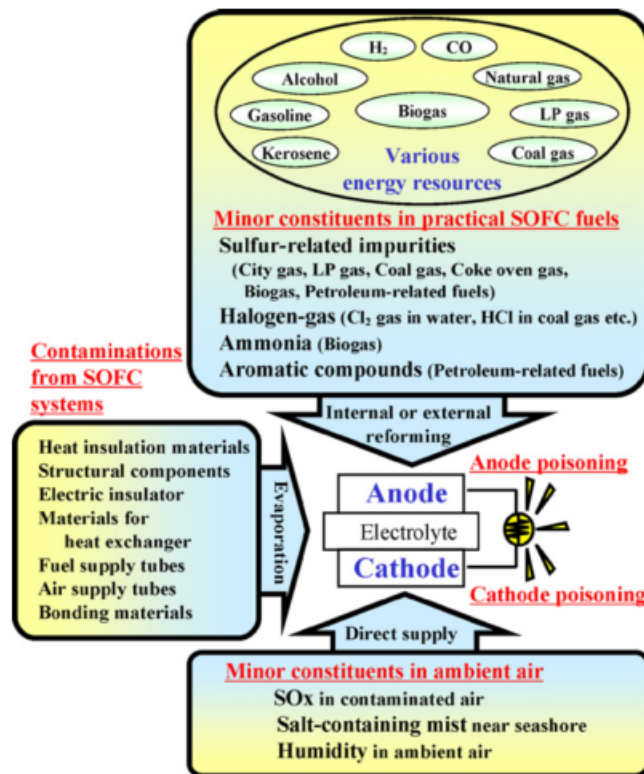 H₂ CO
Alcohol Natural gas
Gasoline Biogas LP gas
Kerosene Coal gas
Various
energy resources
Minor constituents in practical SOFC fuels
Sulfur-related impurities
(City gas, LP gas, Coal gas, Coke oven gas,
Biogas, Petroleum-related fuels)
Halogen-gas (Cl₂ gas in water, HCl in coal gas etc.)
Ammonia (Biogas)
Aromatic compounds (Petroleum-related fuels)
Contaminations
from SOFC
systems
Internal or external
reforming
Heat insulation materials
Structural components
Electric insulator
Materials for
heat exchanger
Fuel supply tubes
Air supply tubes
Bonding materials
Evaporation
Anode poisoning
Anode
Electrolyte
Cathode
Cathode poisoning
Direct supply
Minor constituents in ambient air
SOx in contaminated air
Salt-containing mist near seashore
Humidity in ambient air